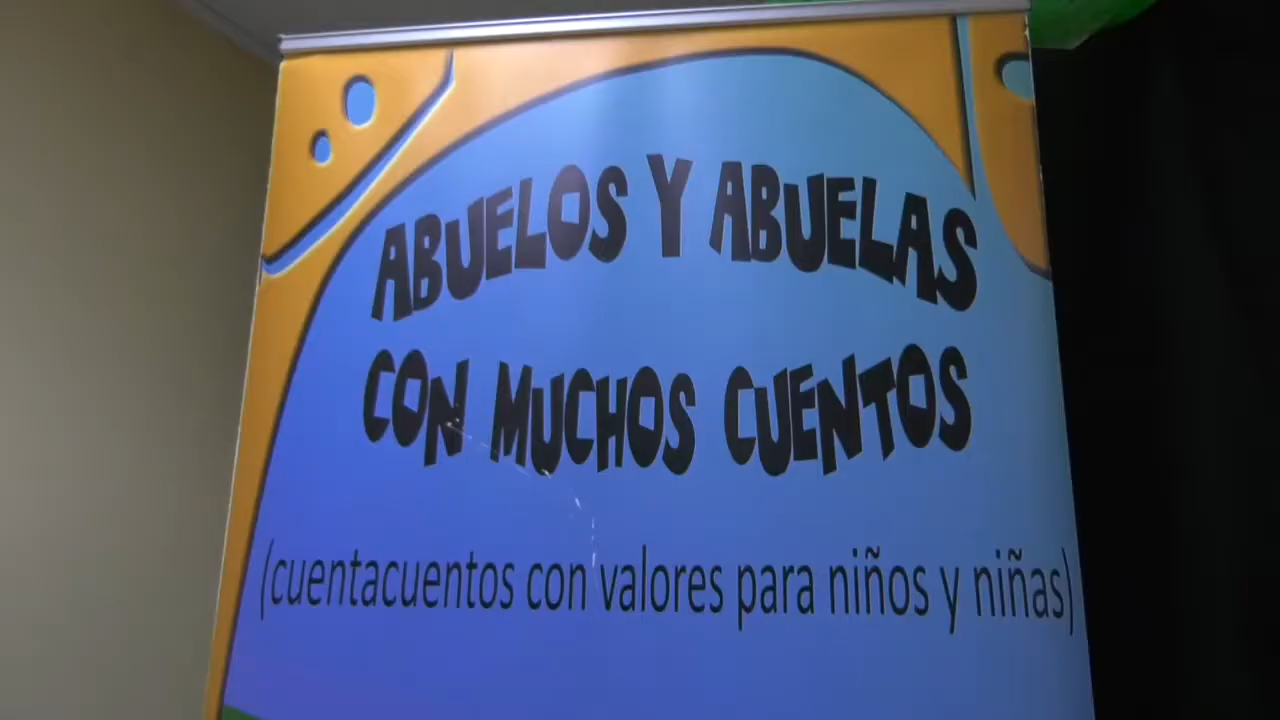 ABUELOS Y ABUELAS
CON MUCHOS CUENTOS
(cuentacuentos con valores para niños y niñas)